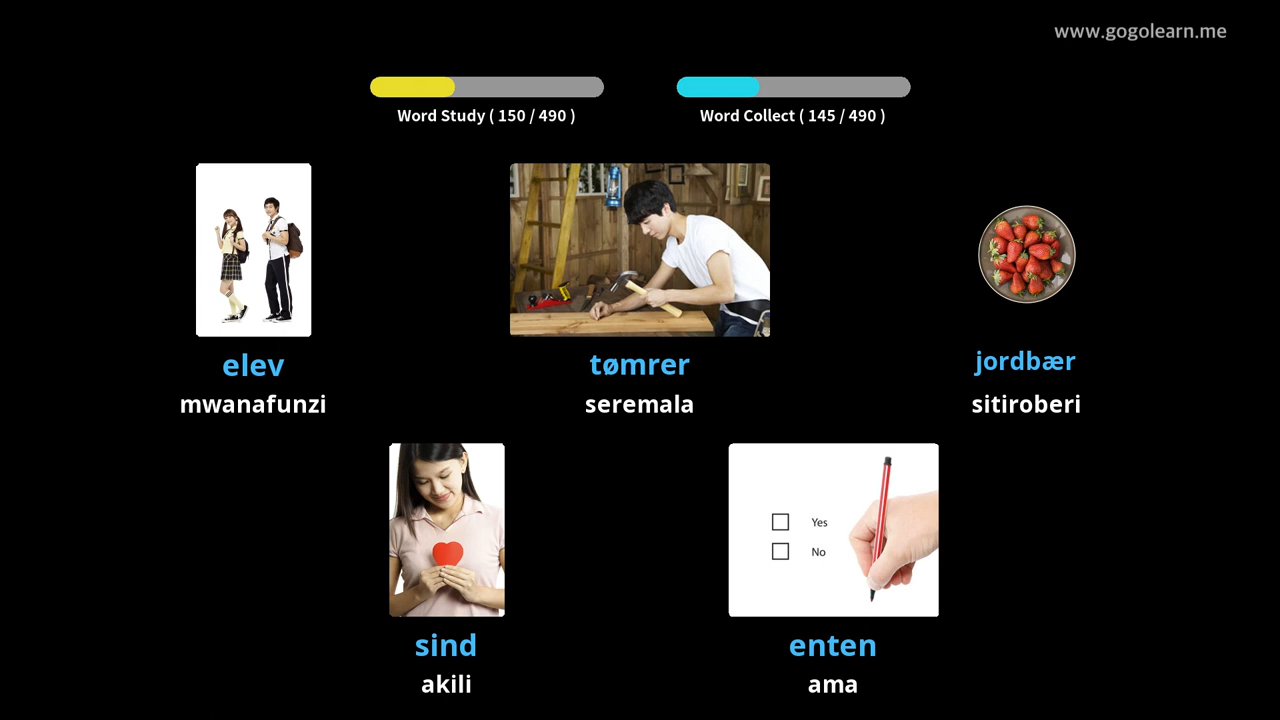 www.gogolearn.me
Word Study ( 150 / 490 )
Word Collect ( 145 / 490 )
elev
tømrer
jordbær
mwanafunzi
seremala
sitiroberi
Yes
No
sind
enten
akili
ama